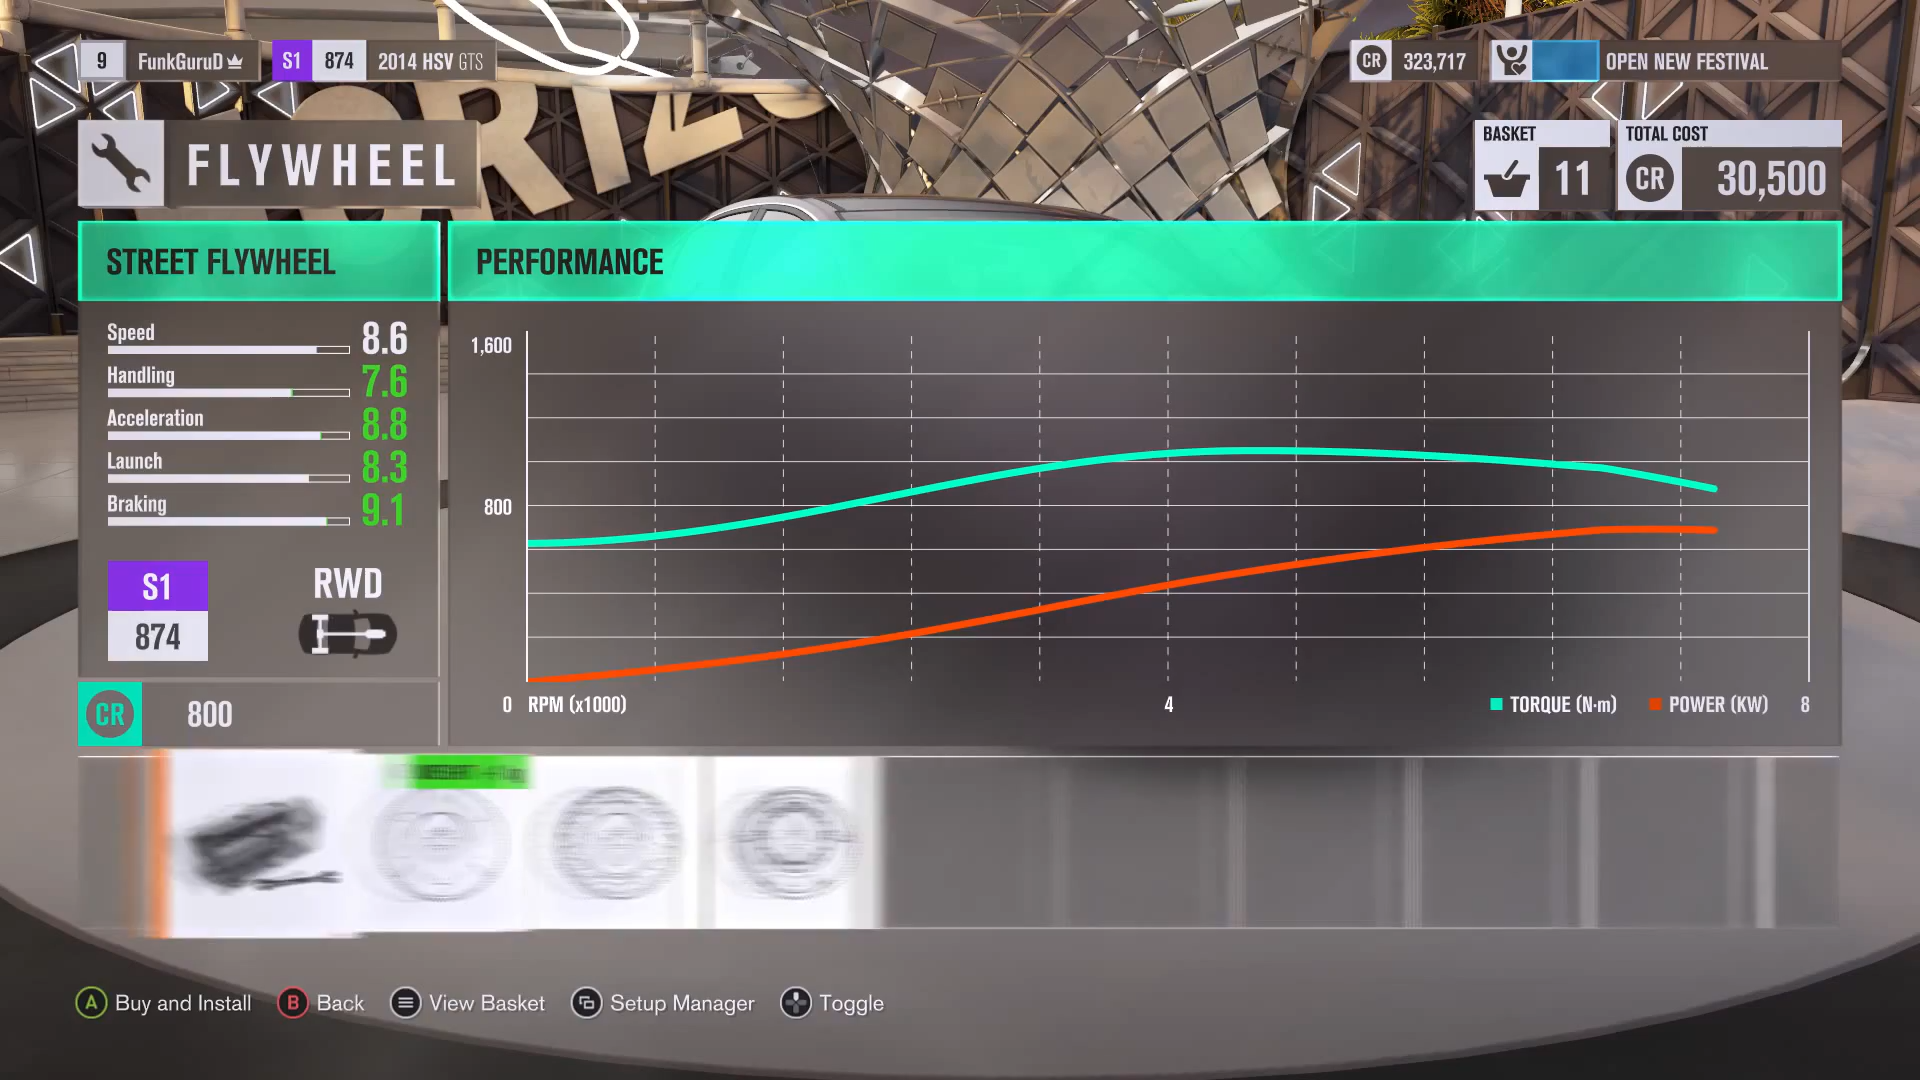 9 FunkGuruD S1 874 2014 HSV GTS
CR 323,717 OPEN NEW FESTIVAL
FLYWHEEL
BASKET
11
TOTAL COST
CR 30,500
STREET FLYWHEEL
PERFORMANCE
Speed 8.6
Handling 7.6
Acceleration 8.8
Launch 8.3
Braking 9.1
S1
874
RWD
CR 800
1,600
800
0 RPM (x1000) 4 TORQUE (N·m) POWER (KW) 8
A Buy and Install B Back View Basket Setup Manager Toggle